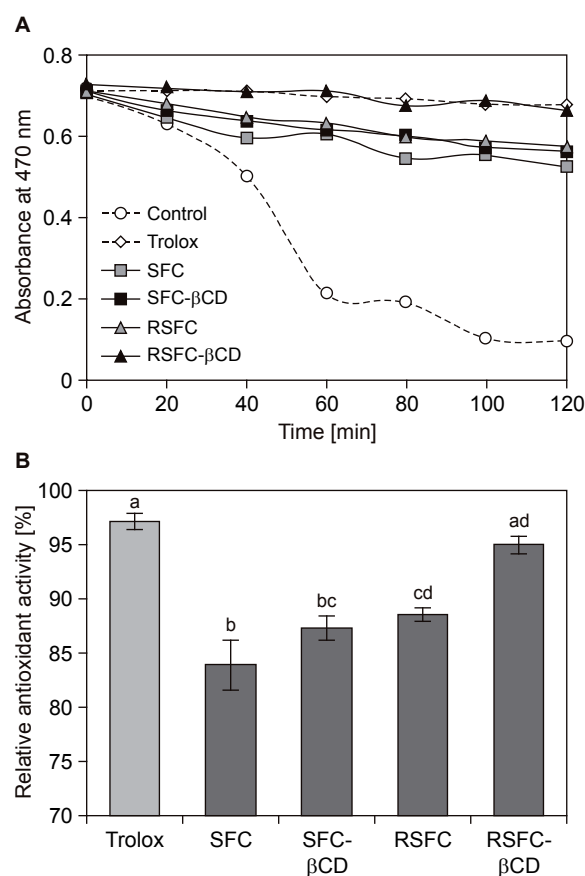 A
0.8
0.6
0.4
0.2
0
Absorbance at 470 nm
Control
Trolox
SFC
SFC-βCD
RSFC
RSFC-βCD
0 20 40 60 80 100 120
Time [min]
B
100
95
90
85
80
75
70
Relative antioxidant activity [%]
a
b
bc
cd
ad
Trolox SFC SFC-βCD RSFC RSFC-βCD